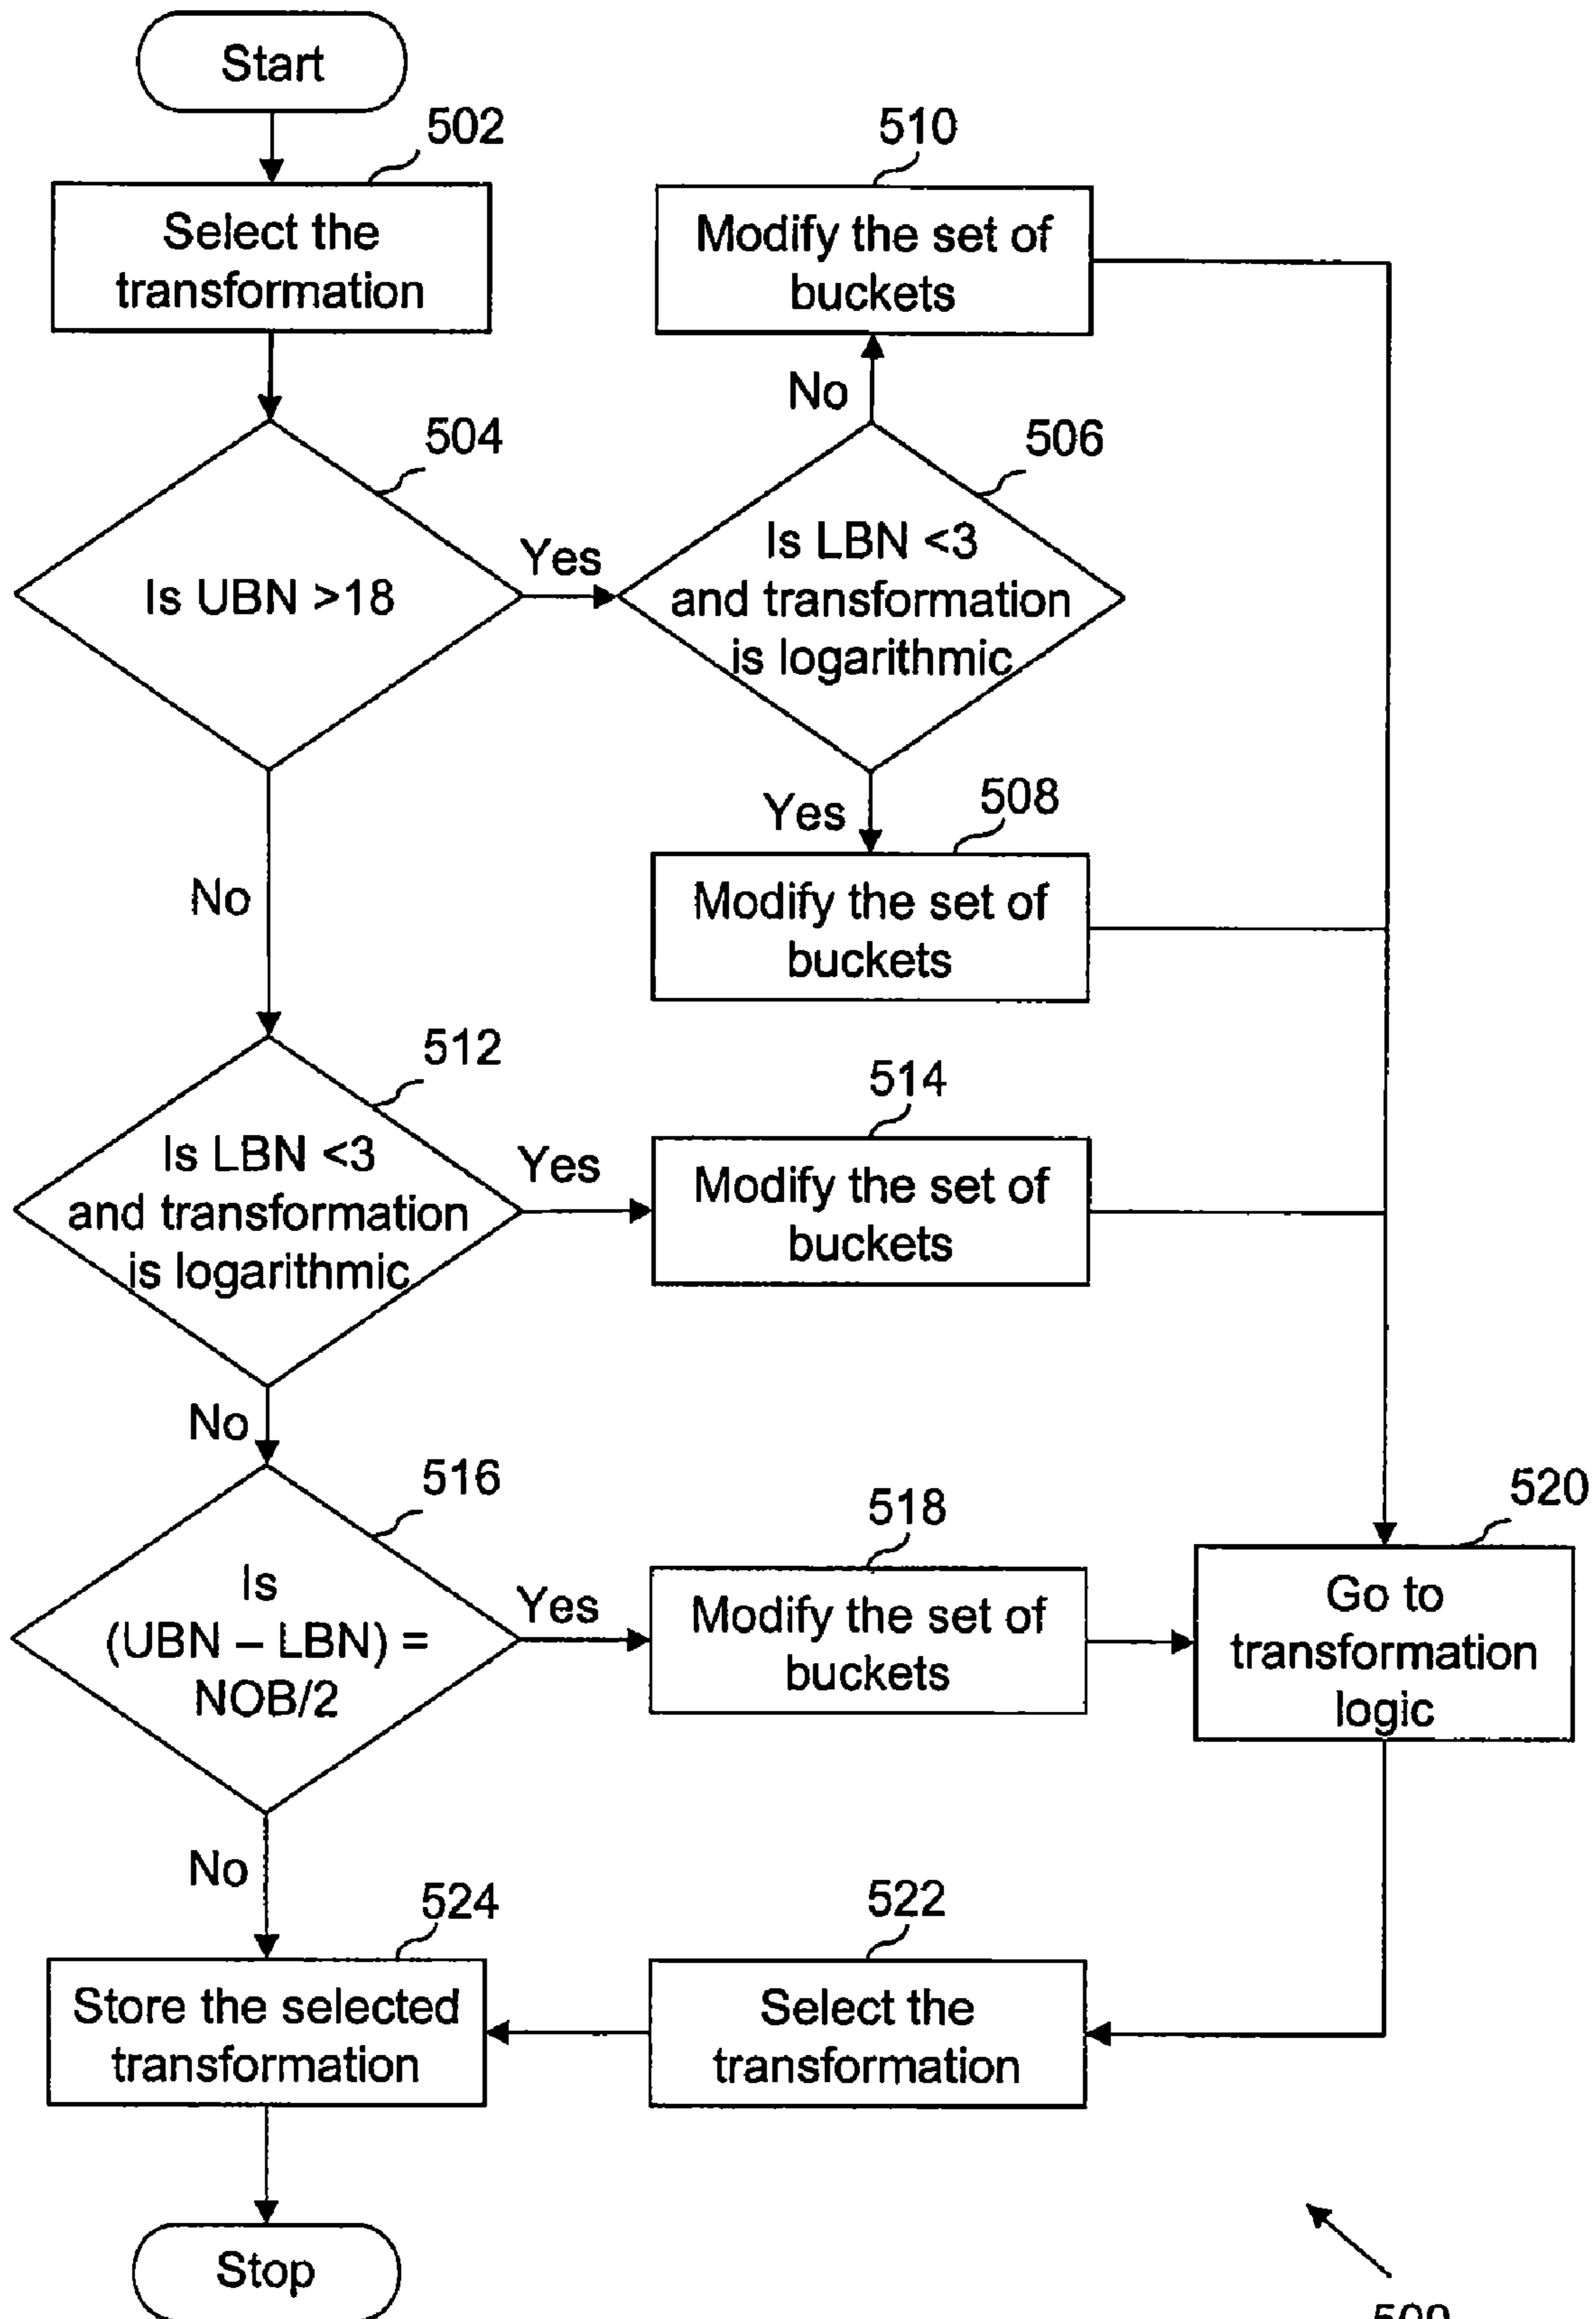 Start
502
Select the
transformation
510
Modify the set of
buckets
No
504
Is UBN >18
Yes
506
Is LBN <3
and transformation
is logarithmic
Yes
508
Modify the set of
buckets
No
512
Is LBN <3
and transformation
is logarithmic
Yes
514
Modify the set of
buckets
No
516
Is
(UBN – LBN) =
NOB/2
Yes
518
Modify the set of
buckets
520
Go to
transformation
logic
No
524
Store the selected
transformation
522
Select the
transformation
Stop